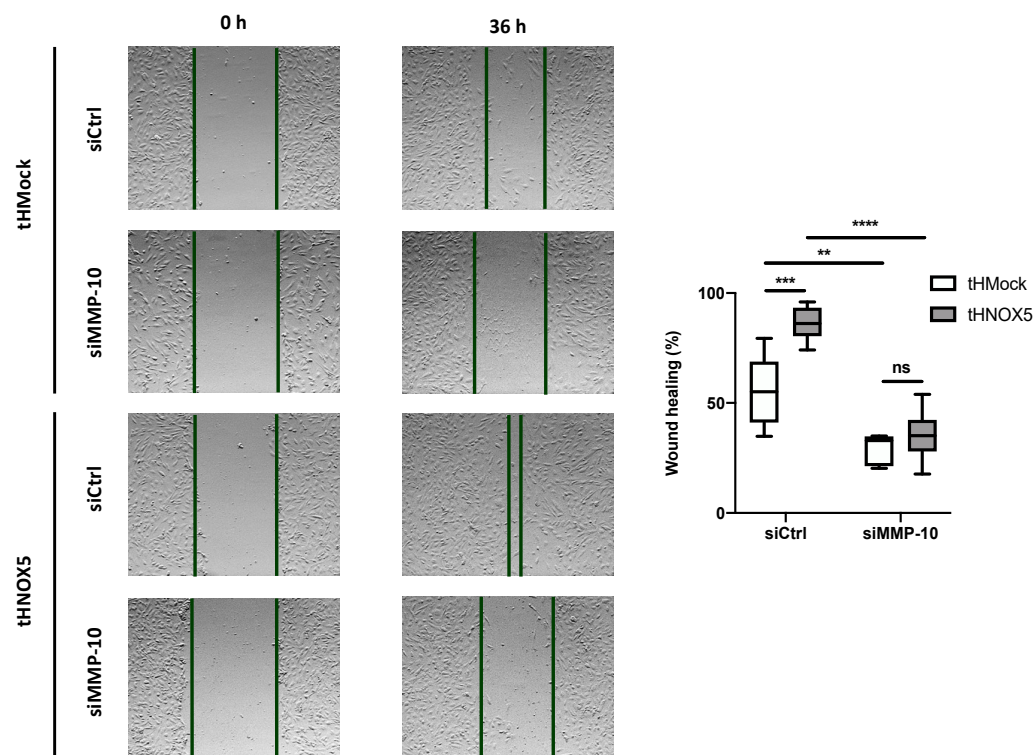 0 h
36 h
tHMock
siCtrl
siMMP-10
tHNOX5
siCtrl
siMMP-10
****
**
***
ns
tHMock
tHNOX5
Wound healing (%)
100
50
0
siCtrl
siMMP-10